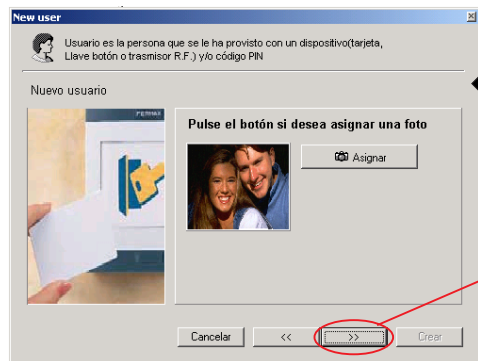 New user
Usuario es la persona que se le ha provisto con un dispositivo(tarjeta,
Llave botón o trasmisor R.F.) y/o código PIN
Nuevo usuario
FERMAX
Pulse el botón si desea asignar una foto
Asignar
Cancelar
<<
>>
Crear